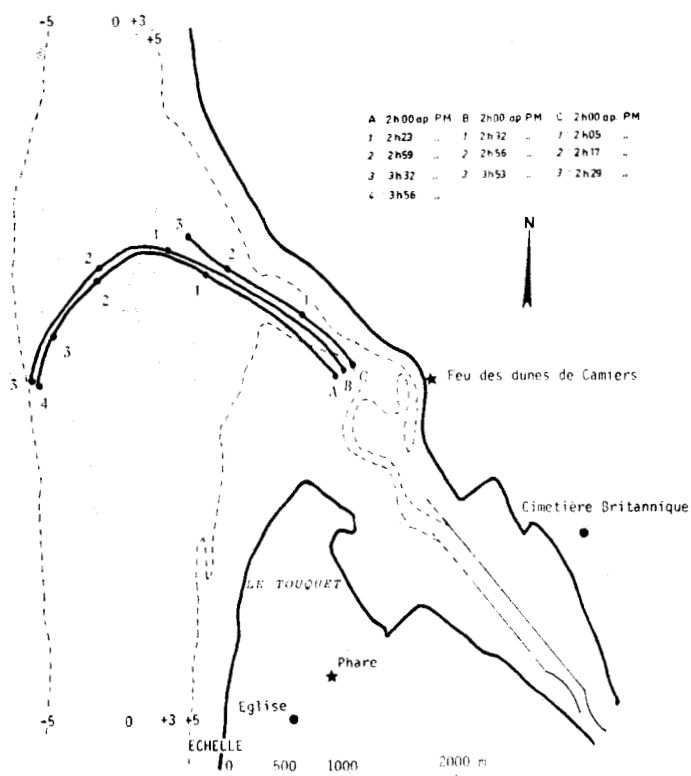 -5 0 +3
+5
A 2h00 ap PM B 2h00 ap PM C 2h00 ap. PM
1 2h23 „ 1 2h32 „ 1 2h05 „
2 2h59 „ 2 2h56 „ 2 2h17 „
3 3h32 „ 3 3h53 „ 3 2h29 „
4 3h56 „
N
3
1
2
2
2
1
1
3
3
4
A
B
C
Feu des dunes de Camiers
Cimetière Britannique
LE TOUQUET
Phare
Eglise
-5 0 +3 +5
ECHELLE
0 500 1000 2000 m